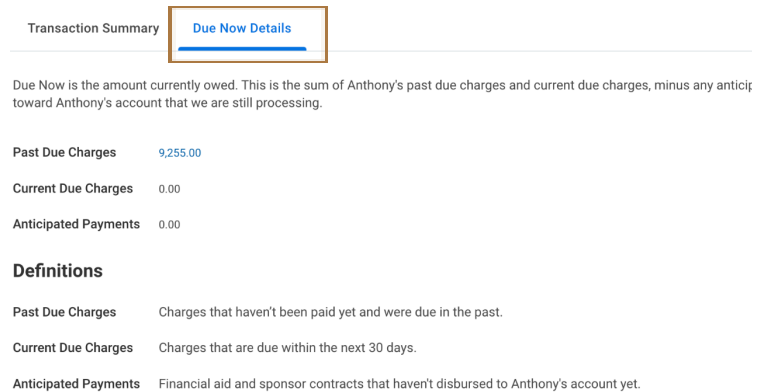 Transaction Summary Due Now Details
Due Now is the amount currently owed. This is the sum of Anthony's past due charges and current due charges, minus any
toward Anthony's account that we are still processing.
Past Due Charges 9,255.00
Current Due Charges 0.00
Anticipated Payments 0.00
Definitions
Past Due Charges Charges that haven't been paid yet and were due in the past.
Current Due Charges Charges that are due within the next 30 days.
Anticipated Payments Financial aid and sponsor contracts that haven't disbursed to Anthony's account yet.